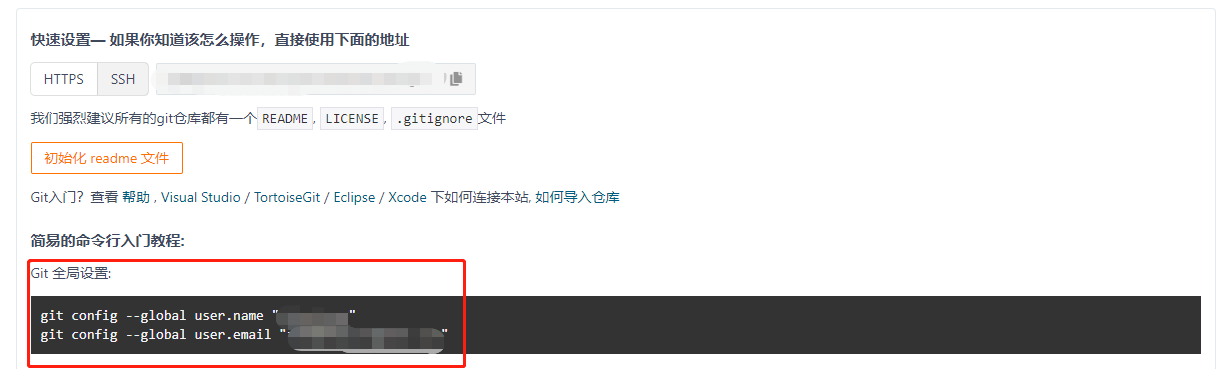 快速设置— 如果你知道该怎么操作，直接使用下面的地址
HTTPS SSH
我们强烈建议所有的git仓库都有一个 README, LICENSE, .gitignore 文件
初始化 readme 文件
Git入门？查看 帮助 , Visual Studio / TortoiseGit / Eclipse / Xcode 下如何连接本站, 如何导入仓库
简易的命令行入门教程:
Git 全局设置:
git config --global user.name " "
git config --global user.email " "